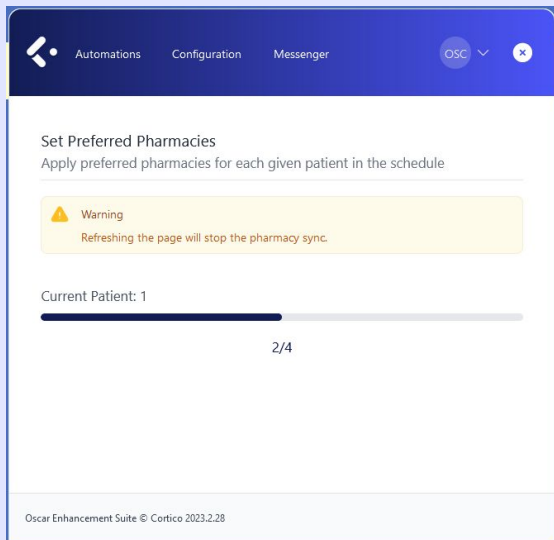 Automations Configuration Messenger OSC
Set Preferred Pharmacies
Apply preferred pharmacies for each given patient in the schedule
Warning
Refreshing the page will stop the pharmacy sync.
Current Patient: 1
2/4
Oscar Enhancement Suite © Cortico 2023.2.28